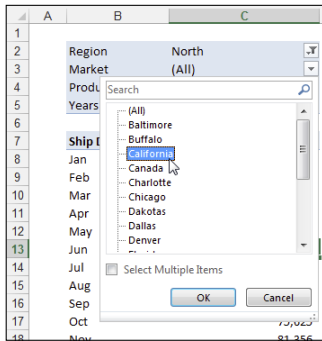 A B C
1
2 Region North
3 Market (All)
4 Produ Search
5 Years
6 (All)
Baltimore
7 Ship D Buffalo
8 Jan California
9 Feb Canada
Charlotte
10 Mar Chicago
11 Apr Dakotas
12 May Dallas
13 Jun Denver
14 Jul Select Multiple Items
15 Aug
16 Sep OK Cancel
17 Oct 75,023
18 Nov 81,356